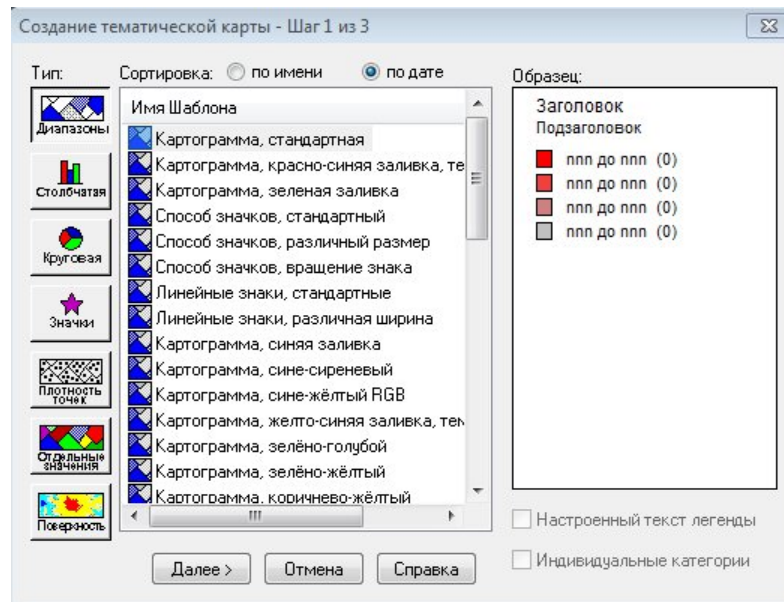 Создание тематической карты - Шаг 1 из 3
Тип:
Диапазоны
Столбчатая
Круговая
Значки
Плотность
точек
Отдельные
значения
Поверхность
Сортировка: по имени по дате
Имя Шаблона
Картограмма, стандартная
Картограмма, красно-синяя заливка, те
Картограмма, зеленая заливка
Способ значков, стандартный
Способ значков, различный размер
Способ значков, вращение знака
Линейные знаки, стандартные
Линейные знаки, различная ширина
Картограмма, синяя заливка
Картограмма, сине-сиреневый
Картограмма, сине-жёлтый RGB
Картограмма, желто-синяя заливка, тем
Картограмма, зелёно-голубой
Картограмма, зелёно-жёлтый
Картограмма, коричнево-жёлтый
Образец:
Заголовок
Подзаголовок
ппп до ппп (0)
ппп до ппп (0)
ппп до ппп (0)
ппп до ппп (0)
Настроенный текст легенды
Индивидуальные категории
Далее > Отмена Справка